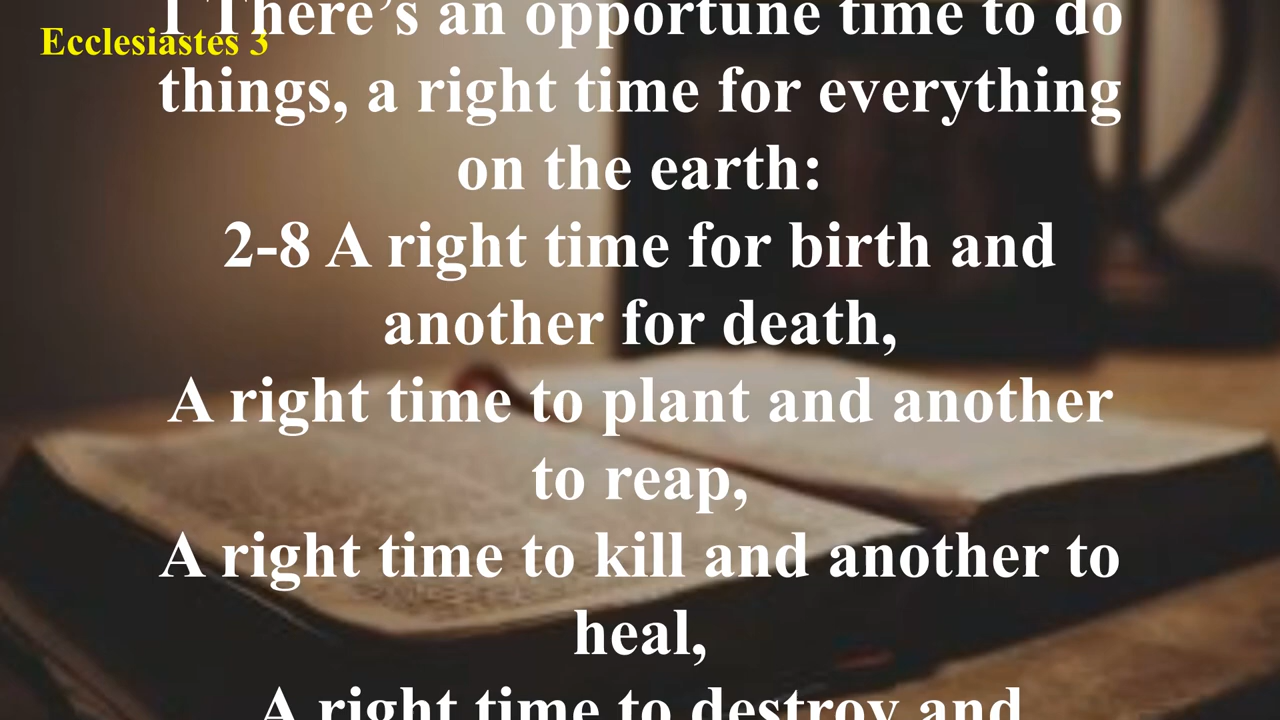 Ecclesiastes 3
1 There’s an opportune time to do
things, a right time for everything
on the earth:
2-8 A right time for birth and
another for death,
A right time to plant and another
to reap,
A right time to kill and another to
heal,
A right time to destroy and